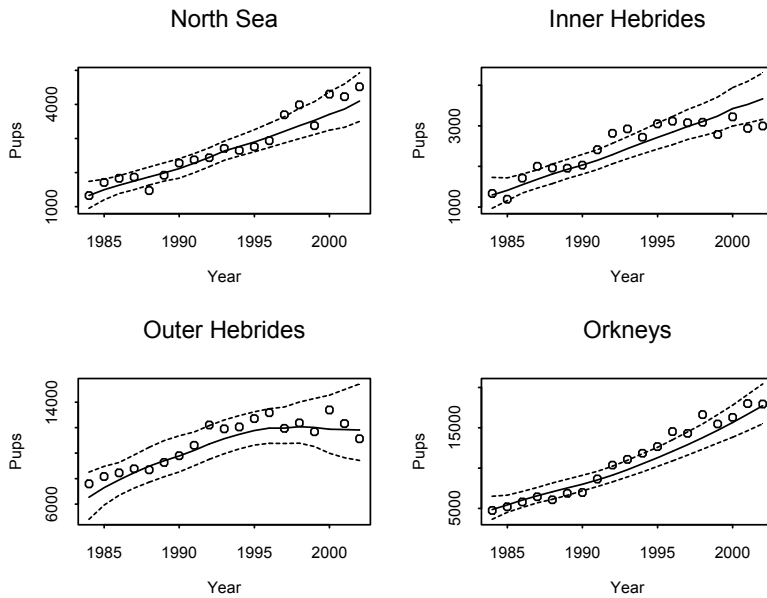 North Sea
Pups
4000
1000
1985 1990 1995 2000
Year
Inner Hebrides
Pups
3000
1000
1985 1990 1995 2000
Year
Outer Hebrides
Pups
14000
6000
1985 1990 1995 2000
Year
Orkneys
Pups
15000
5000
1985 1990 1995 2000
Year